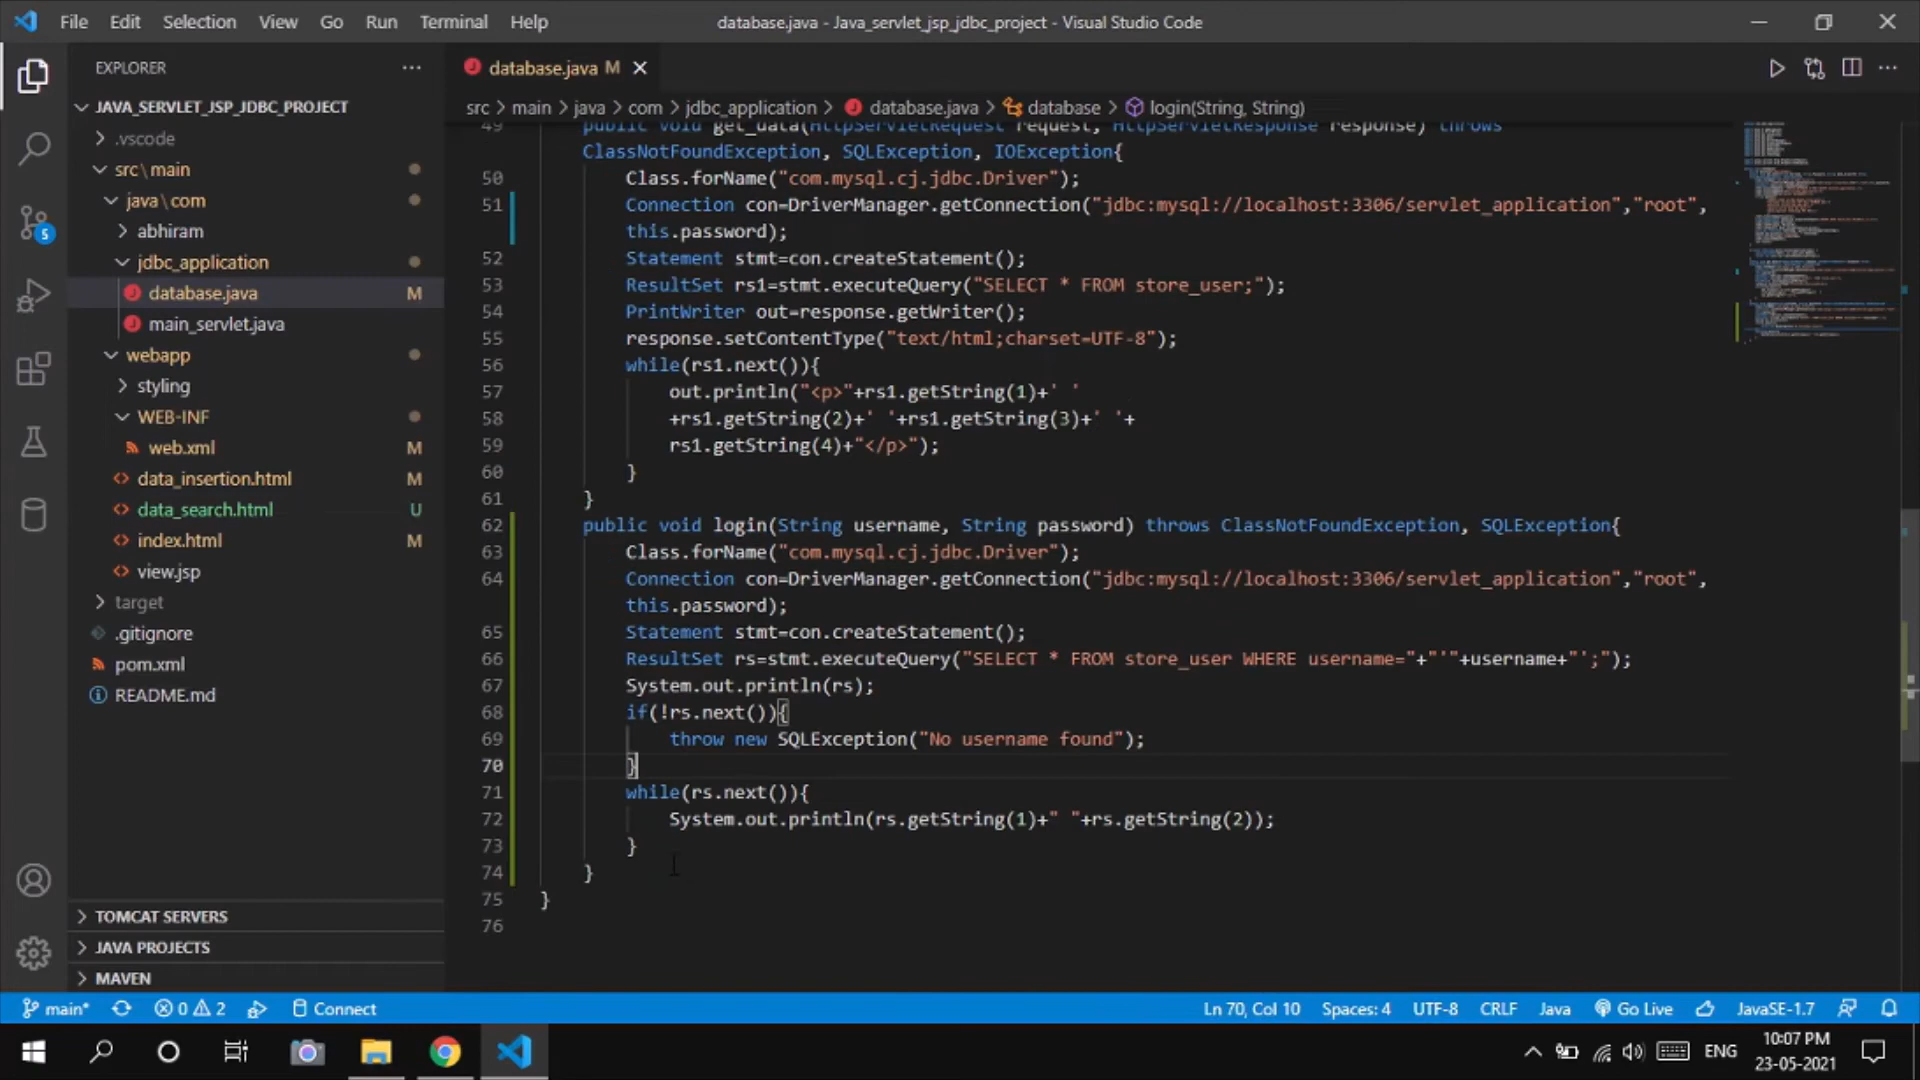 File Edit Selection View Go Run Terminal Help
database.java - Java_servlet_jsp_jdbc_project - Visual Studio Code
EXPLORER
JAVA_SERVLET_JSP_JDBC_PROJECT
.vscode
src\main
java\com
abhiram
jdbc_application
database.java M
main_servlet.java
webapp
styling
WEB-INF
web.xml M
data_insertion.html M
data_search.html U
index.html M
view.jsp
target
.gitignore
pom.xml
README.md
TOMCAT SERVERS
JAVA PROJECTS
MAVEN
5
database.java M
src > main > java > com > jdbc_application > database.java > database > login(String, String)
49 public void get_data(HttpServletRequest request, HttpServletResponse response) throws
ClassNotFoundException, SQLException, IOException{
50 Class.forName("com.mysql.cj.jdbc.Driver");
51 Connection con=DriverManager.getConnection("jdbc:mysql://localhost:3306/servlet_application","root",
this.password);
52 Statement stmt=con.createStatement();
53 ResultSet rs1=stmt.executeQuery("SELECT * FROM store_user;");
54 PrintWriter out=response.getWriter();
55 response.setContentType("text/html;charset=UTF-8");
56 while(rs1.next()){
57 out.println("<p>"+rs1.getString(1)+' '
58 +rs1.getString(2)+' '+rs1.getString(3)+' '+
59 rs1.getString(4)+"</p>");
60 }
61 }
62 public void login(String username, String password) throws ClassNotFoundException, SQLException{
63 Class.forName("com.mysql.cj.jdbc.Driver");
64 Connection con=DriverManager.getConnection("jdbc:mysql://localhost:3306/servlet_application","root",
this.password);
65 Statement stmt=con.createStatement();
66 ResultSet rs=stmt.executeQuery("SELECT * FROM store_user WHERE username="+"'"+username+"';");
67 System.out.println(rs);
68 if(!rs.next()){
69 throw new SQLException("No username found");
70 }
71 while(rs.next()){
72 System.out.println(rs.getString(1)+" "+rs.getString(2));
73 }
74 }
75 }
76
main* 0 2 Connect
Ln 70, Col 10 Spaces: 4 UTF-8 CRLF Java Go Live JavaSE-1.7
ENG
10:07 PM
23-05-2021